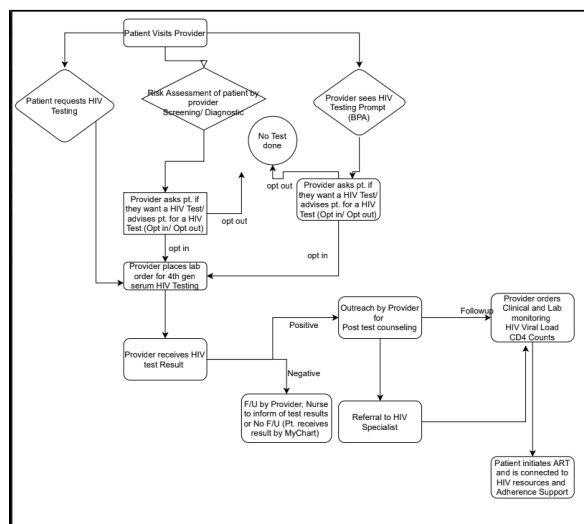 Patient Visits Provider
Patient requests HIV
Testing
Risk Assessment of patient by
provider
Screening/ Diagnostic
Provider sees HIV
Testing Prompt
(BPA)
No Test
done
opt out
Provider asks pt. if
they want a HIV Test/
advises pt. for a HIV
Test (Opt in/ Opt out)
opt out
Provider asks pt. if
they want a HIV Test/
advises pt. for a HIV
Test (Opt in/ Opt out)
opt in
opt in
Provider places lab
order for 4th gen
serum HIV Testing
Provider receives HIV
test Result
Positive
Negative
Outreach by Provider
for
Post test counseling
Followup
Provider orders
Clinical and Lab
monitoring
HIV Viral Load
CD4 Counts
F/U by Provider, Nurse
to inform of test results
or No F/U (Pt. receives
result by MyChart)
Referral to HIV
Specialist
Patient initiates ART
and is connected to
HIV resources and
Adherence Support